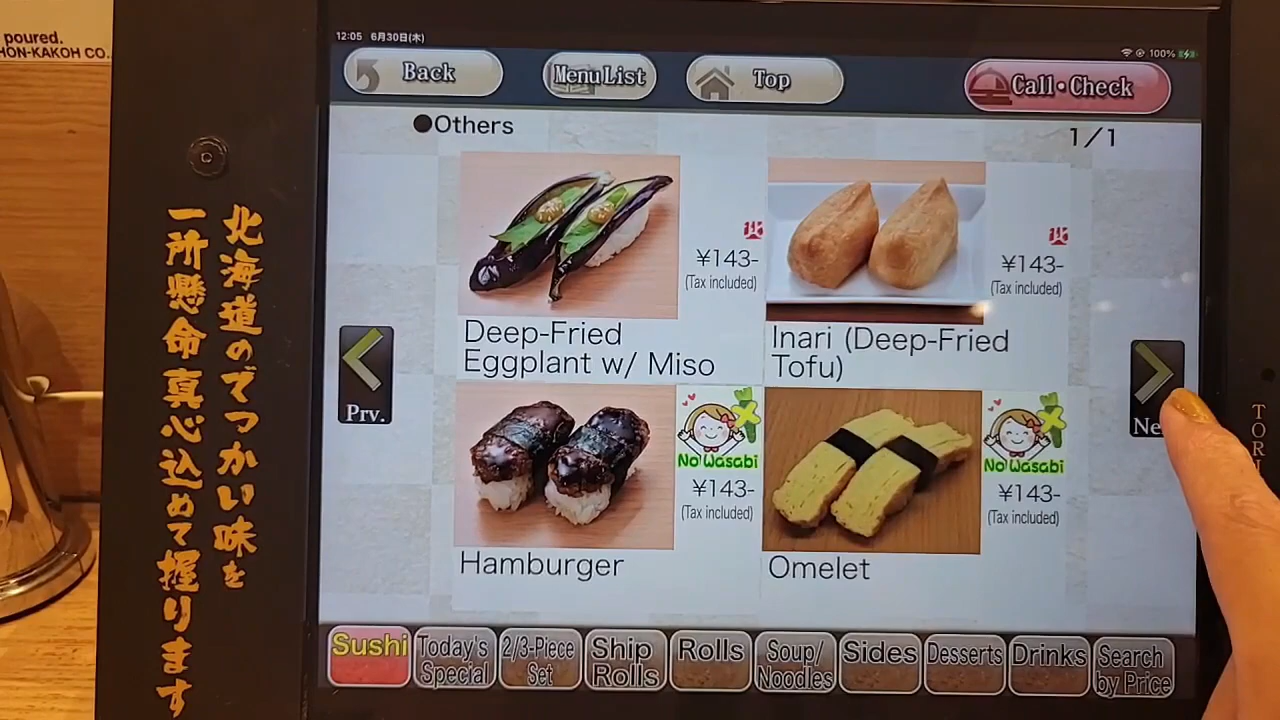 poured.
HON-KAKOH CO.
北海道のでっかい味を
一所懸命真心込めて握ります
12:05 6月30日(木)
100%
Back
Menu List
Top
Call・Check
●Others
1/1
¥143-
(Tax included)
Deep-Fried
Eggplant w/ Miso
¥143-
(Tax included)
Inari (Deep-Fried
Tofu)
Prv.
Ne
No Wasabi
¥143-
(Tax included)
Hamburger
No Wasabi
¥143-
(Tax included)
Omelet
Sushi
Today's
Special
2/3-Piece
Set
Ship
Rolls
Rolls
Soup/
Noodles
Sides
Desserts
Drinks
Search
by Price
TORI